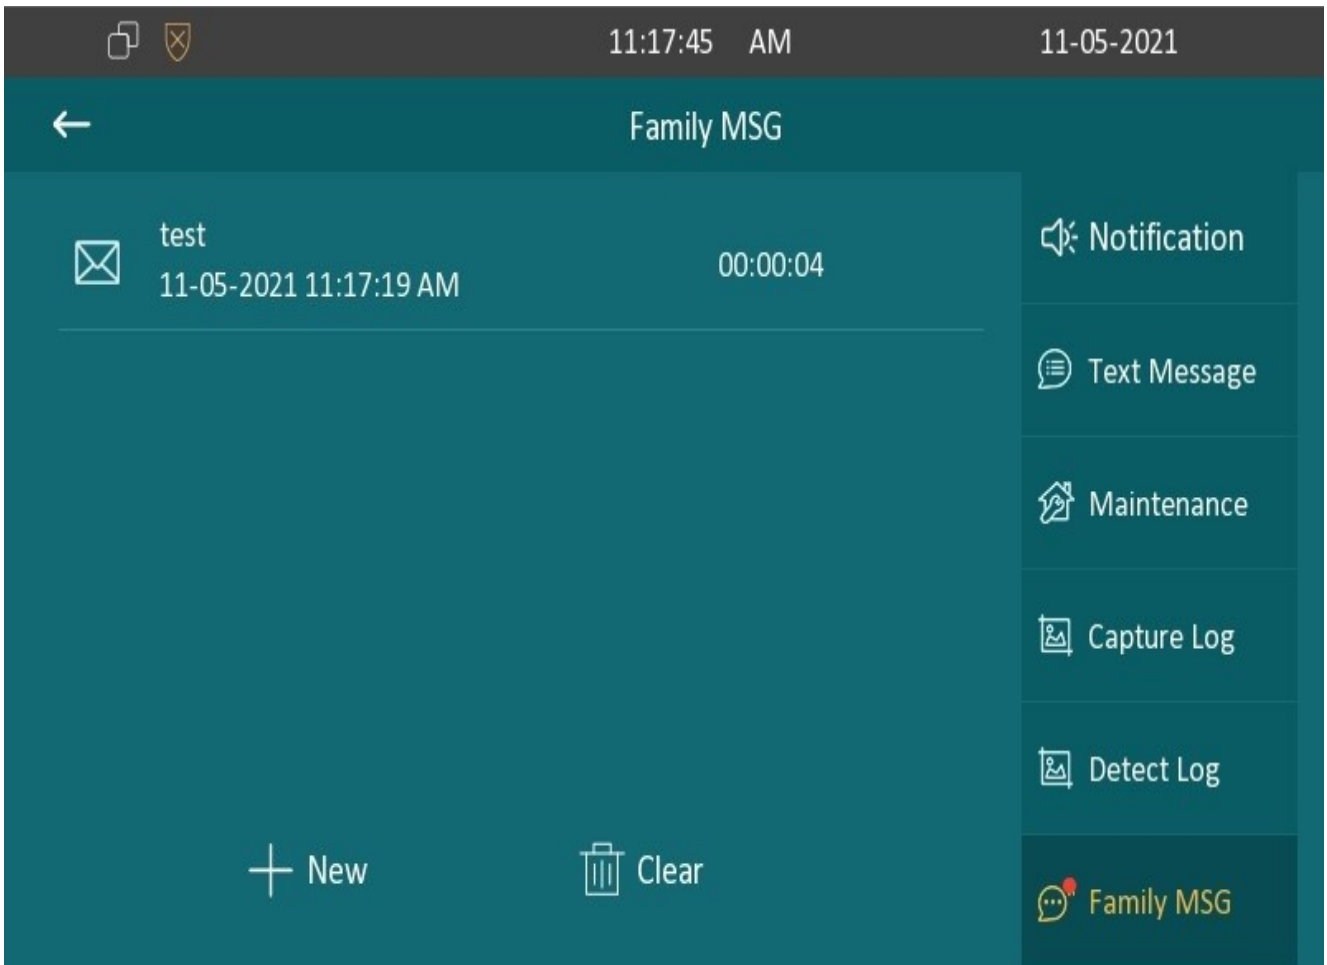 11:17:45 AM 11-05-2021
Family MSG
test
11-05-2021 11:17:19 AM
00:00:04
New
Clear
Notification
Text Message
Maintenance
Capture Log
Detect Log
Family MSG